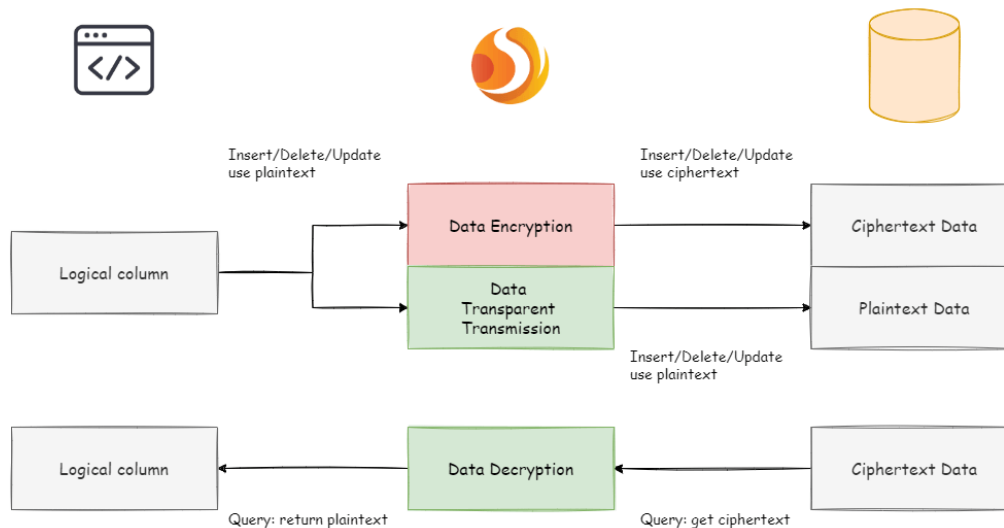 </>
Insert/Delete/Update
use plaintext
Insert/Delete/Update
use ciphertext
Logical column
Data Encryption
Ciphertext Data
Data
Transparent
Transmission
Plaintext Data
Insert/Delete/Update
use plaintext
Logical column
Data Decryption
Ciphertext Data
Query: return plaintext
Query: get ciphertext